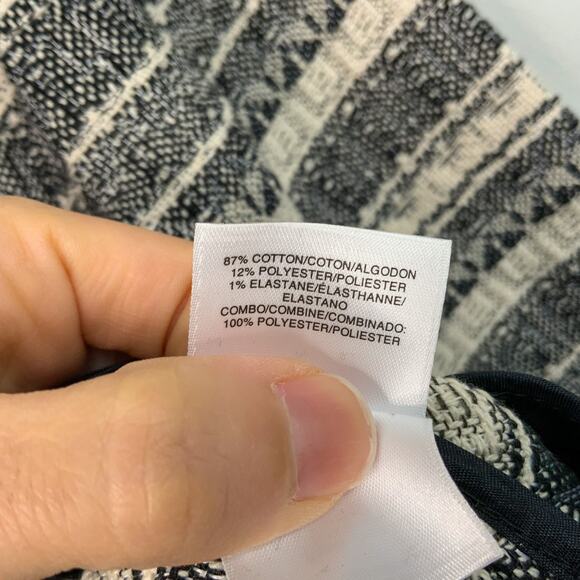 87% COTTON/COTON/ALGODON
12% POLYESTER/POLIESTER
1% ELASTANE/ÉLASTHANNE/
ELASTANO
COMBO/COMBINE/COMBINADO:
100% POLYESTER/POLIESTER